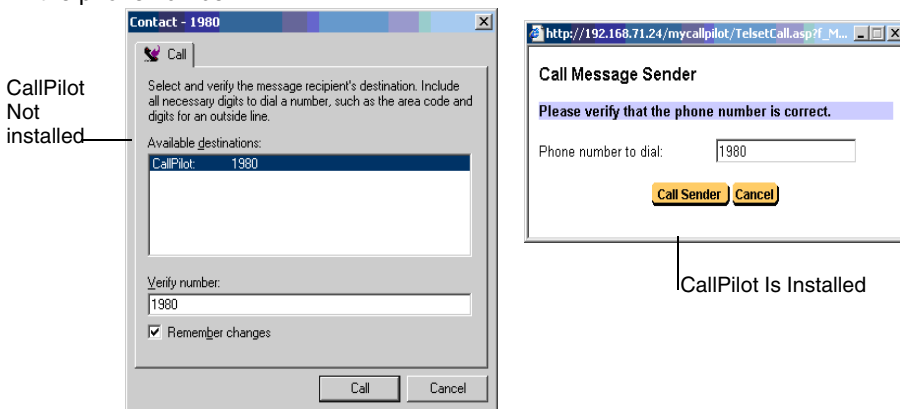 Contact - 1980
Call
Select and verify the message recipient's destination. Include
all necessary digits to dial a number, such as the area code and
digits for an outside line.
Available destinations:
CallPilot: 1980
Verify number:
1980
Remember changes
Call Cancel
CallPilot
Not
installed
http://192.168.71.24/mycallpilot/TelsetCall.asp?f_M...
Call Message Sender
Please verify that the phone number is correct.
Phone number to dial: 1980
Call Sender Cancel
CallPilot Is Installed